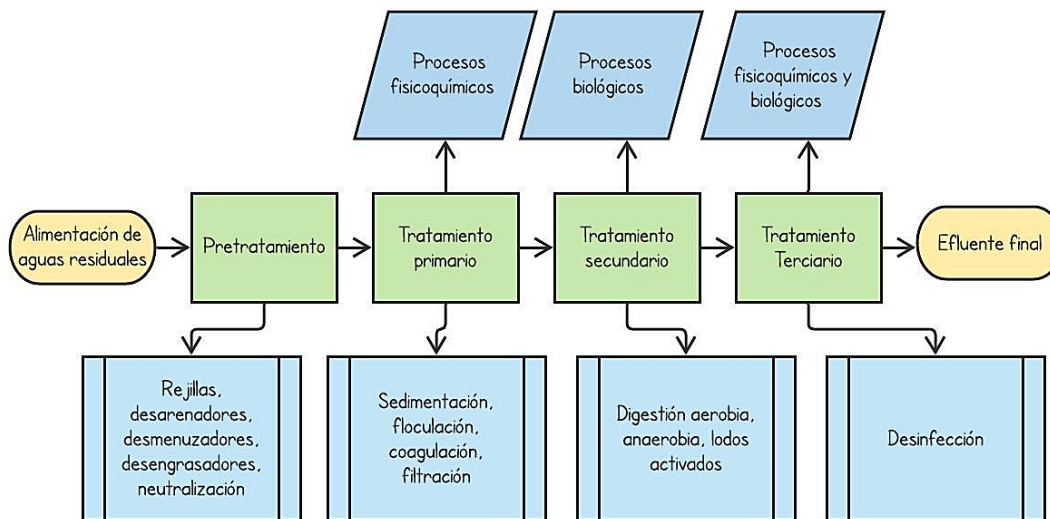 Procesos
fisicoquímicos
Procesos
biológicos
Procesos
fisicoquímicos y
biológicos
Alimentación de
aguas residuales
Pretratamiento
Tratamiento
primario
Tratamiento
secundario
Tratamiento
Terciario
Efluente final
Rejillas,
desarenadores,
desmenuzadores,
desengrasadores,
neutralización
Sedimentación,
floculación,
coagulación,
filtración
Digestión aerobia,
anaerobia, lodos
activados
Desinfección